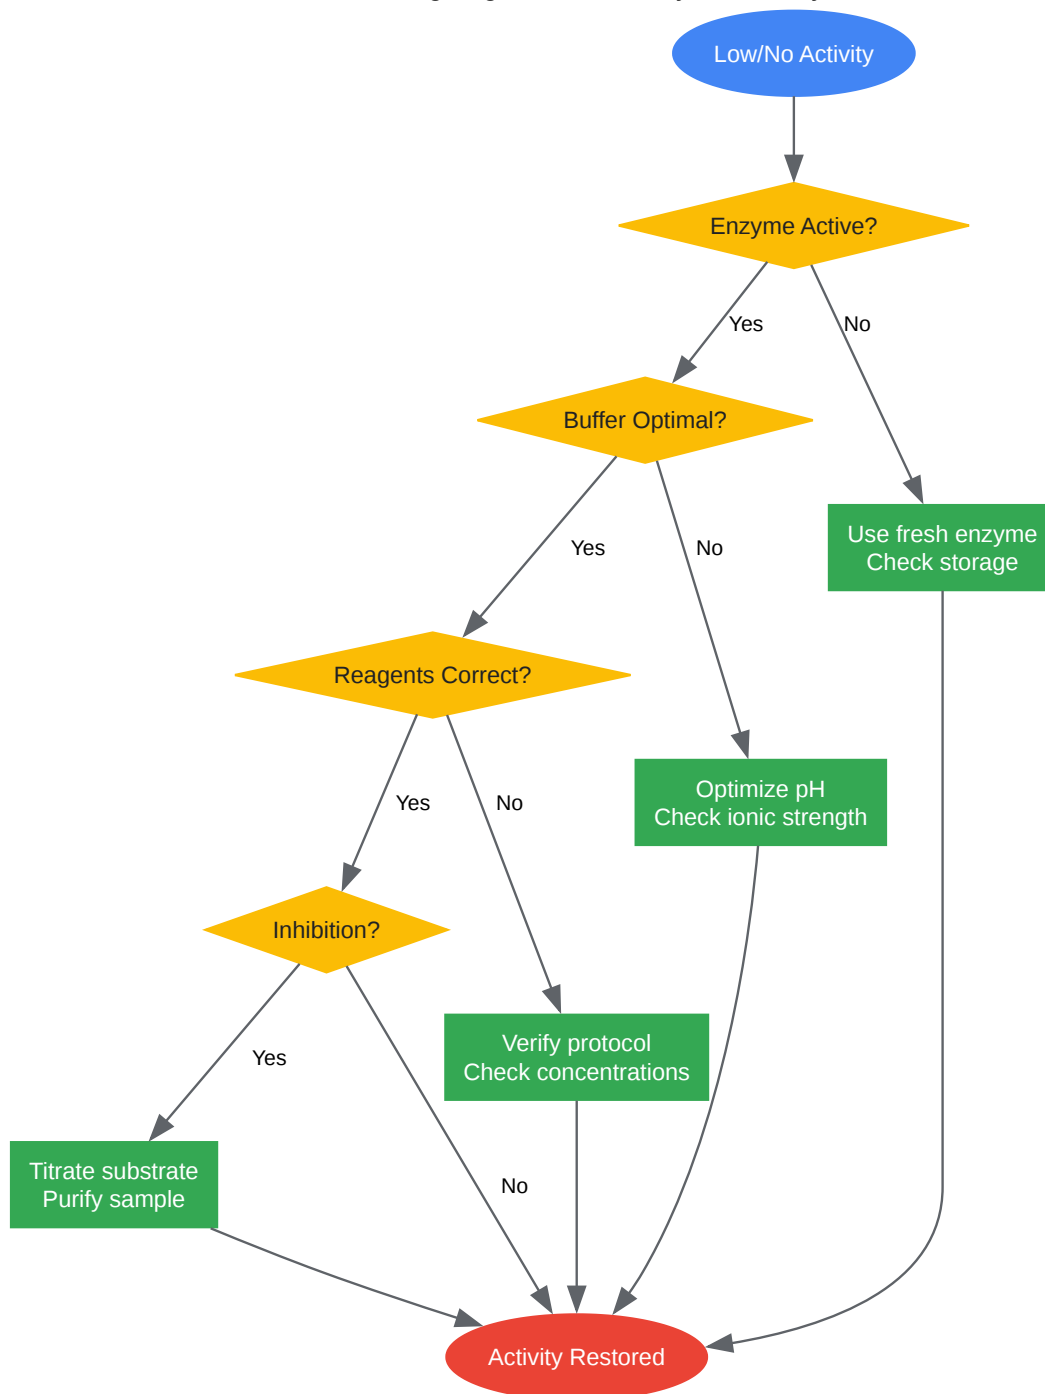 Low/No Activity
Enzyme Active?
Yes
No
Buffer Optimal?
Yes
No
Use fresh enzyme
Check storage
Reagents Correct?
Yes
No
Optimize pH
Check ionic strength
Inhibition?
Yes
No
Verify protocol
Check concentrations
Titrate substrate
Purify sample
Activity Restored